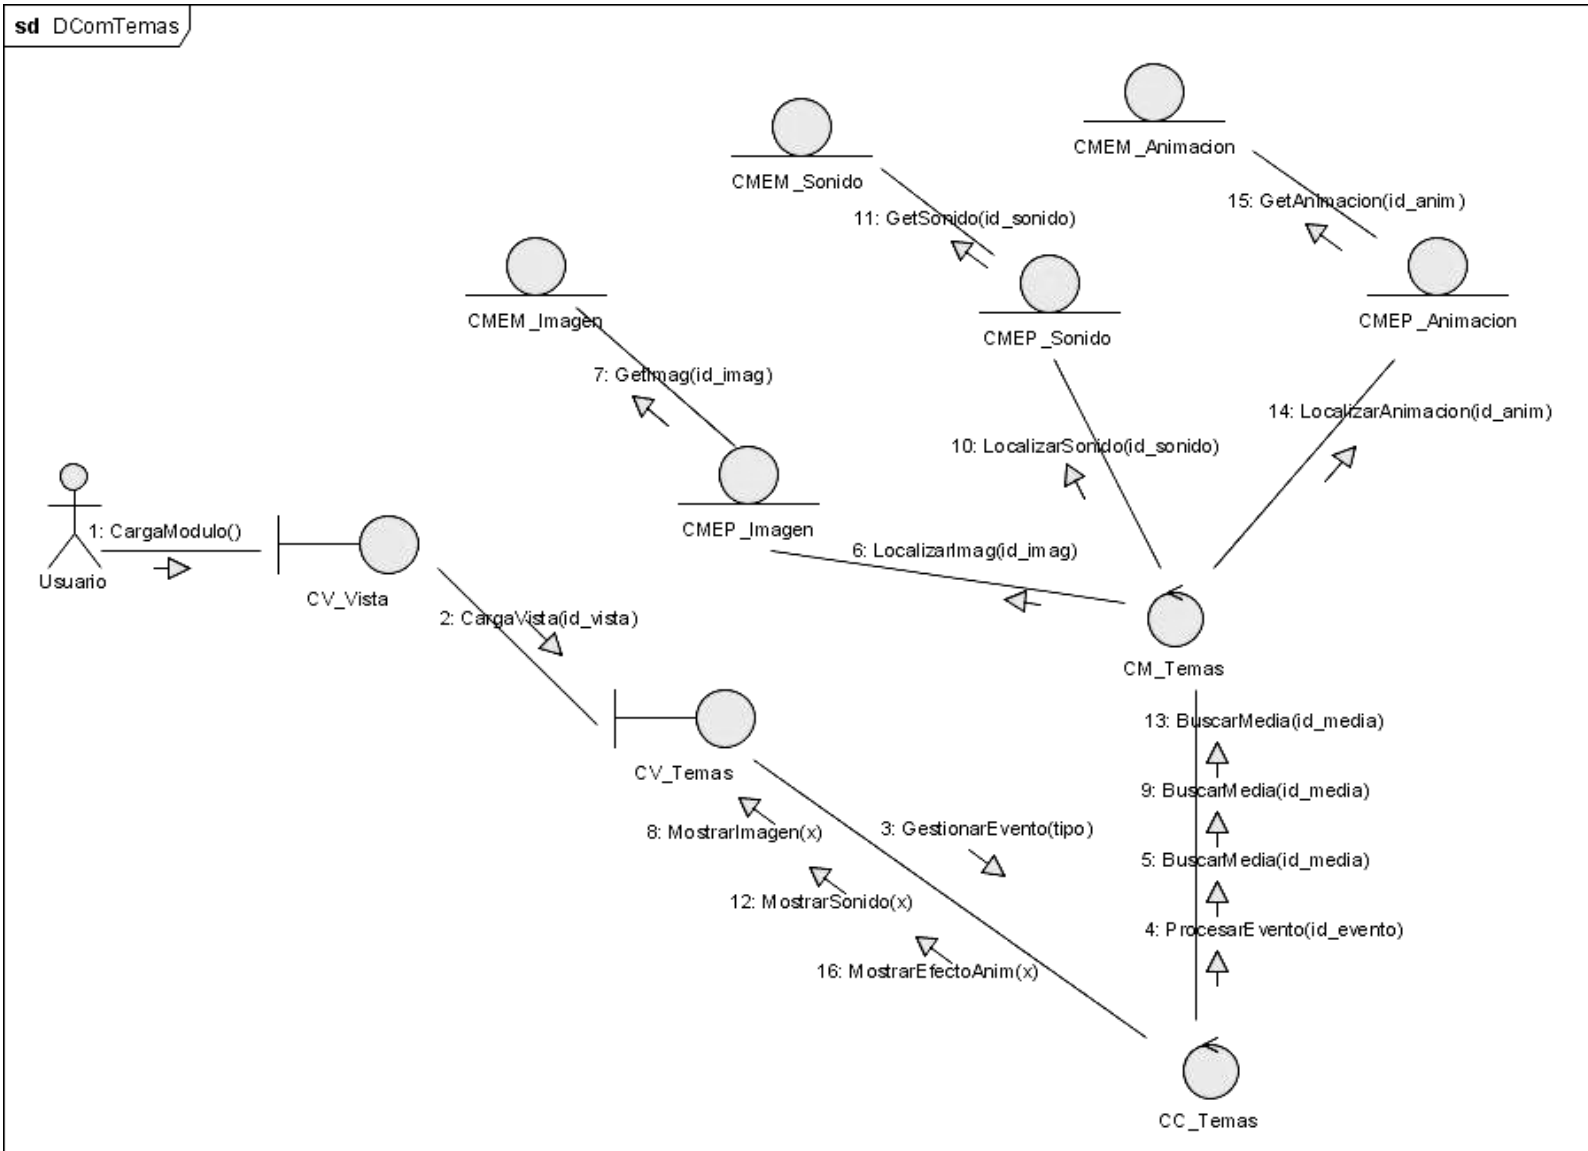 sd DComTemas
CMEM_Animacion
CMEM_Sonido
15: GetAnimacion(id_anim)
11: GetSonido(id_sonido)
CMEM_Imagen
CMEP_Sonido
CMEP_Animacion
7: GetImag(id_imag)
14: LocalizarAnimacion(id_anim)
10: LocalizarSonido(id_sonido)
CMEP_Imagen
1: CargaModulo()
6: LocalizarImag(id_imag)
Usuario
CV_Vista
2: CargaVista(id_vista)
CM_Temas
13: BuscarMedia(id_media)
CV_Temas
9: BuscarMedia(id_media)
8: MostrarImagen(x)
3: GestionarEvento(tipo)
5: BuscarMedia(id_media)
12: MostrarSonido(x)
4: ProcesarEvento(id_evento)
16: MostrarEfectoAnim(x)
CC_Temas